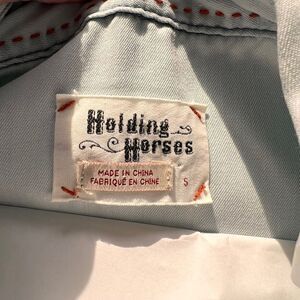 Holding
Horses
MADE IN CHINA
FABRIQUÉ EN CHINE
S